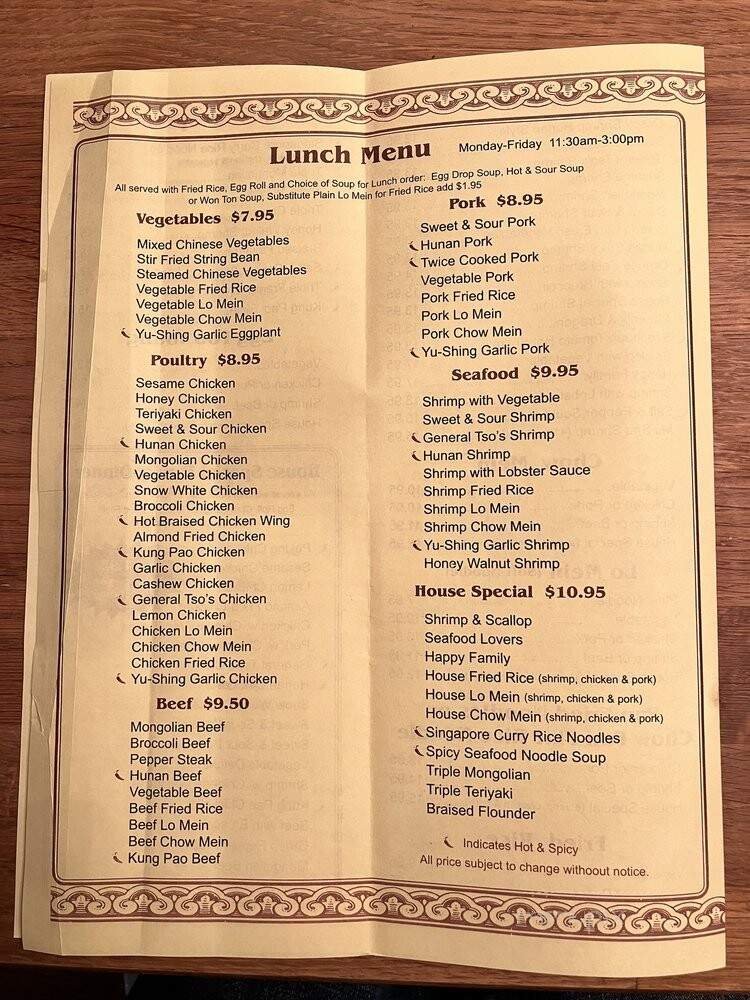 Lunch Menu
Monday-Friday 11:30am-3:00pm
All served with Fried Rice, Egg Roll and Choice of Soup for Lunch order: Egg Drop Soup, Hot & Sour Soup
or Won Ton Soup, Substitute Plain Lo Mein for Fried Rice add $1.95
Vegetables $7.95
Mixed Chinese Vegetables
Stir Fried String Bean
Steamed Chinese Vegetables
Vegetable Fried Rice
Vegetable Lo Mein
Vegetable Chow Mein
Yu-Shing Garlic Eggplant
Poultry $8.95
Sesame Chicken
Honey Chicken
Teriyaki Chicken
Sweet & Sour Chicken
Hunan Chicken
Mongolian Chicken
Vegetable Chicken
Snow White Chicken
Broccoli Chicken
Hot Braised Chicken Wing
Almond Fried Chicken
Kung Pao Chicken
Garlic Chicken
Cashew Chicken
General Tso's Chicken
Lemon Chicken
Chicken Lo Mein
Chicken Chow Mein
Chicken Fried Rice
Yu-Shing Garlic Chicken
Beef $9.50
Mongolian Beef
Broccoli Beef
Pepper Steak
Hunan Beef
Vegetable Beef
Beef Fried Rice
Beef Lo Mein
Beef Chow Mein
Kung Pao Beef
Pork $8.95
Sweet & Sour Pork
Hunan Pork
Twice Cooked Pork
Vegetable Pork
Pork Fried Rice
Pork Lo Mein
Pork Chow Mein
Yu-Shing Garlic Pork
Seafood $9.95
Shrimp with Vegetable
Sweet & Sour Shrimp
General Tso's Shrimp
Hunan Shrimp
Shrimp with Lobster Sauce
Shrimp Fried Rice
Shrimp Lo Mein
Shrimp Chow Mein
Yu-Shing Garlic Shrimp
Honey Walnut Shrimp
House Special $10.95
Shrimp & Scallop
Seafood Lovers
Happy Family
House Fried Rice (shrimp, chicken & pork)
House Lo Mein (shrimp, chicken & pork)
House Chow Mein (shrimp, chicken & pork)
Singapore Curry Rice Noodles
Spicy Seafood Noodle Soup
Triple Mongolian
Triple Teriyaki
Braised Flounder
Indicates Hot & Spicy
All price subject to change withoout notice.